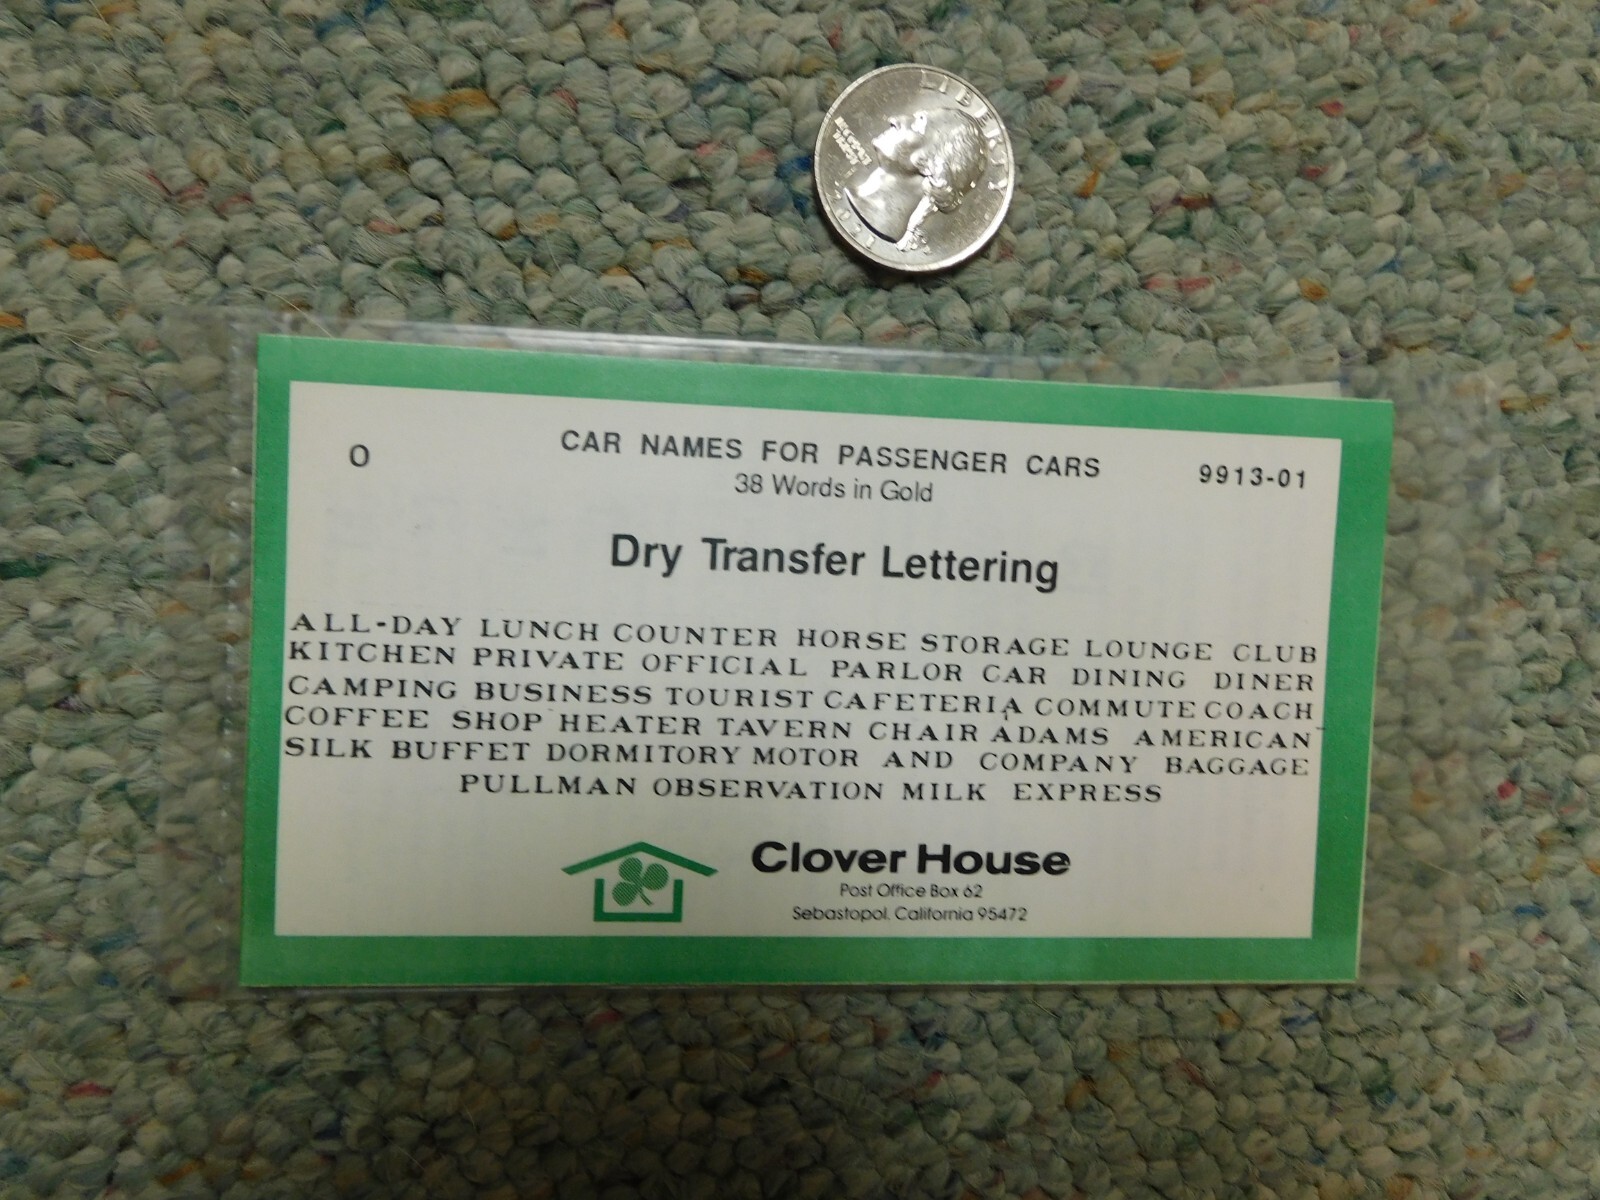 LIBERTY
O
CAR NAMES FOR PASSENGER CARS
9913-01
38 Words in Gold
Dry Transfer Lettering
ALL-DAY LUNCH COUNTER HORSE STORAGE LOUNGE CLUB
KITCHEN PRIVATE OFFICIAL PARLOR CAR DINING DINER
CAMPING BUSINESS TOURIST CAFETERIA COMMUTE COACH
COFFEE SHOP HEATER TAVERN CHAIR ADAMS AMERICAN
SILK BUFFET DORMITORY MOTOR AND COMPANY BAGGAGE
PULLMAN OBSERVATION MILK EXPRESS
Clover House
Post Office Box 62
Sebastopol, California 95472